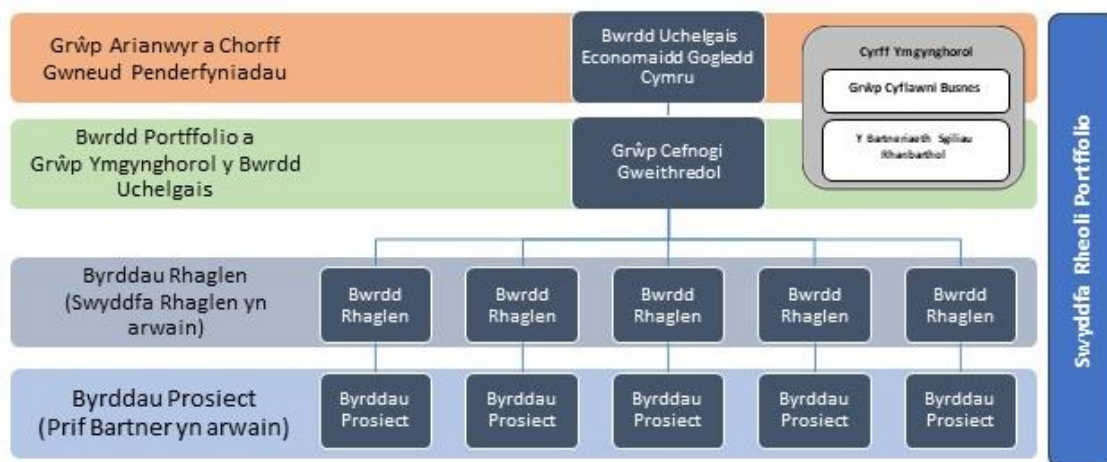 Grŵp Arianwyr a Chorff
Gwneud Penderfyniadau
Bwrdd Uchelgais
Economaidd Gogledd
Cymru
Cyrff Ymgynghorol
Grŵp Cyflawni Busnes
Y Bartneriaeth Sgiliau
Rhanbarthol
Bwrdd Portffolio a
Grŵp Ymgynghorol y Bwrdd
Uchelgais
Grŵp Cefnogi
Gweithredol
Byrddau Rhaglen
(Swyddfa Rhaglen yn
arwain)
Bwrdd
Rhaglen
Bwrdd
Rhaglen
Bwrdd
Rhaglen
Bwrdd
Rhaglen
Bwrdd
Rhaglen
Byrddau Prosiect
(Prif Bartner yn arwain)
Byrddau
Prosiect
Byrddau
Prosiect
Byrddau
Prosiect
Byrddau
Prosiect
Byrddau
Prosiect
Swyddfa Rheoli Portffolio